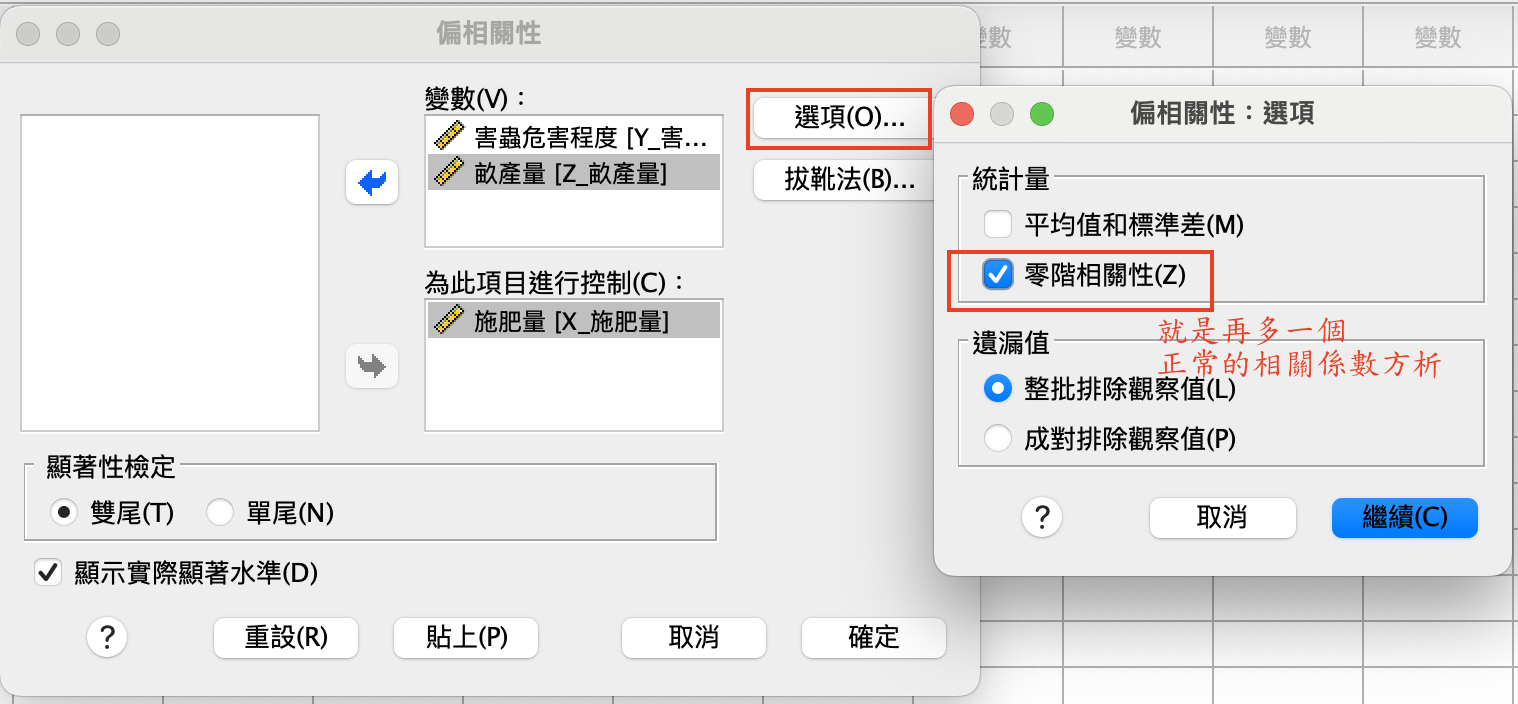 偏相關性
變數
變數
變數
變數
變數(V)：
害蟲危害程度 [Y_害...
畝產量 [Z_畝產量]
選項(O)...
拔靴法(B)...
為此項目進行控制(C)：
施肥量 [X_施肥量]
顯著性檢定
雙尾(T)
單尾(N)
顯示實際顯著水準(D)
?
重設(R)
貼上(P)
取消
確定
偏相關性：選項
統計量
平均值和標準差(M)
零階相關性(Z)
就是再多一個
正常的相關係數方析
遺漏值
整批排除觀察值(L)
成對排除觀察值(P)
?
取消
繼續(C)